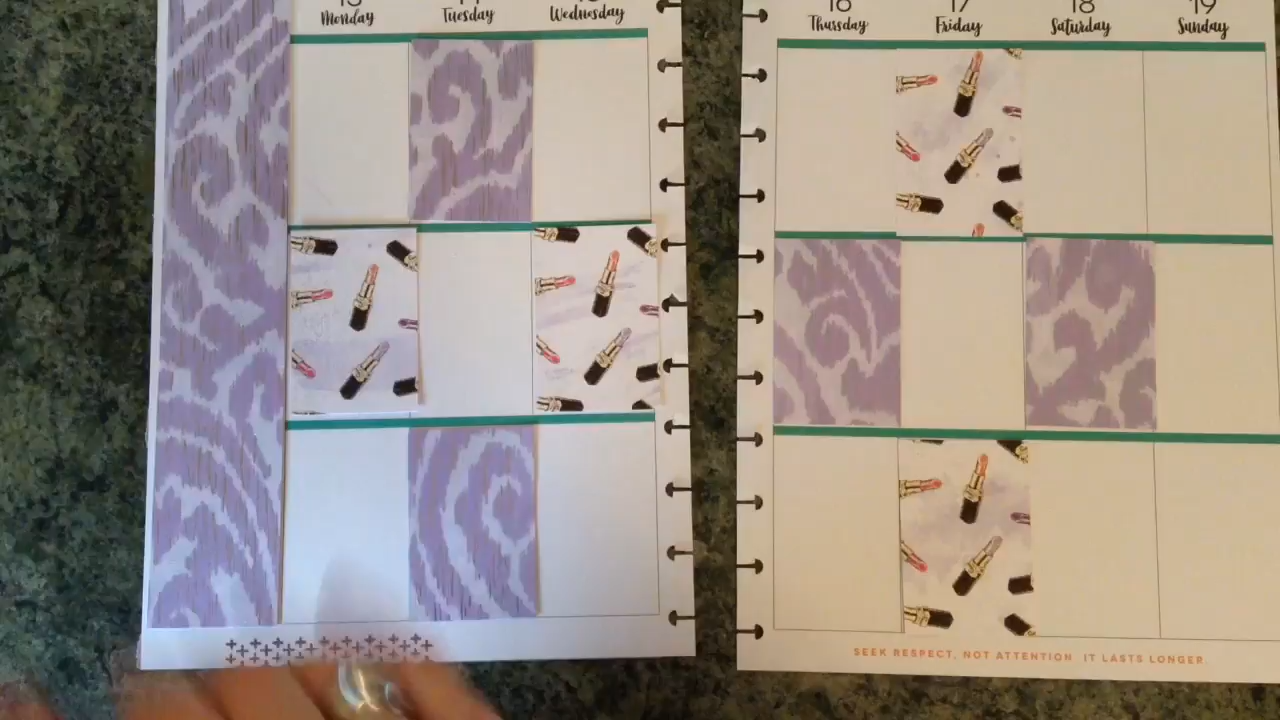 16 17 18 19
Monday Tuesday Wednesday Thursday Friday Saturday Sunday
SEEK RESPECT, NOT ATTENTION IT LASTS LONGER